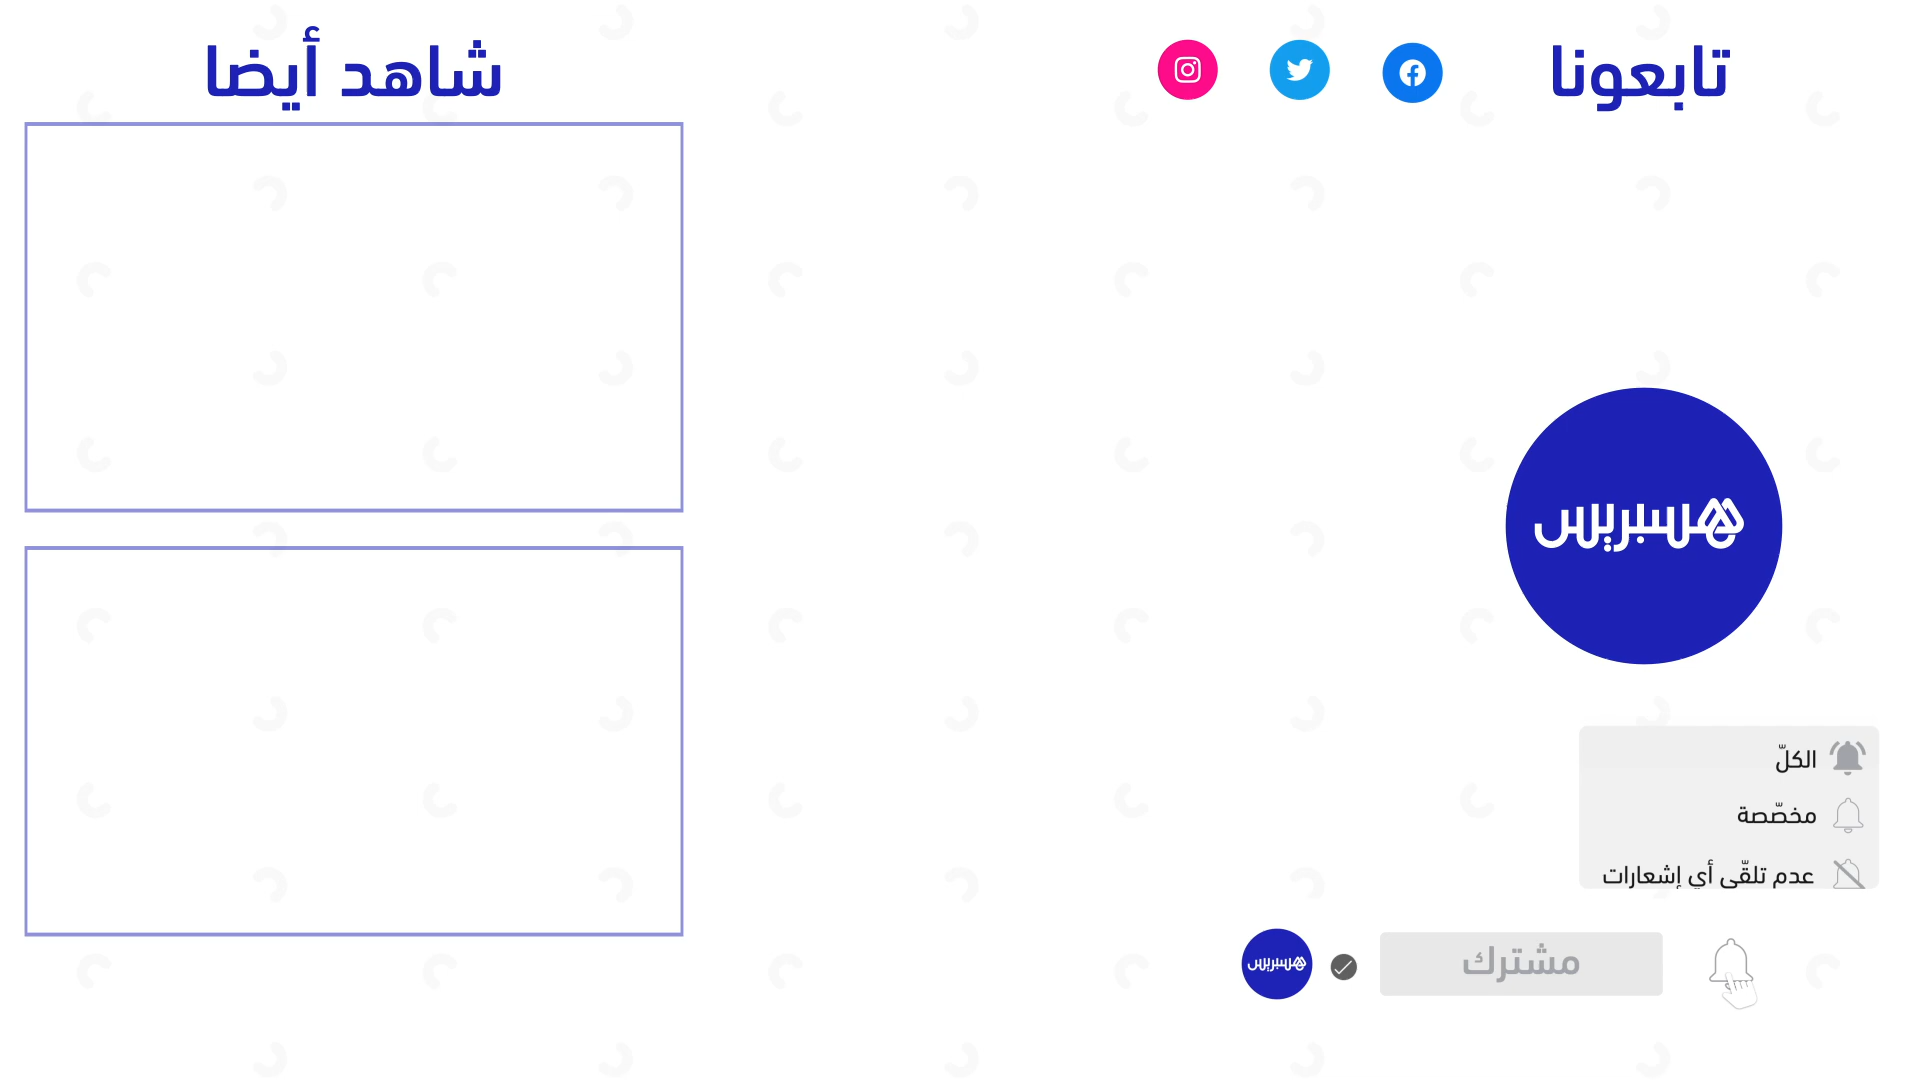 تابعونا
شاهد أيضا
هسبريس
الكلّ
مخصّصة
عدم تلقّى أي إشعارات
مشترك
هسبريس